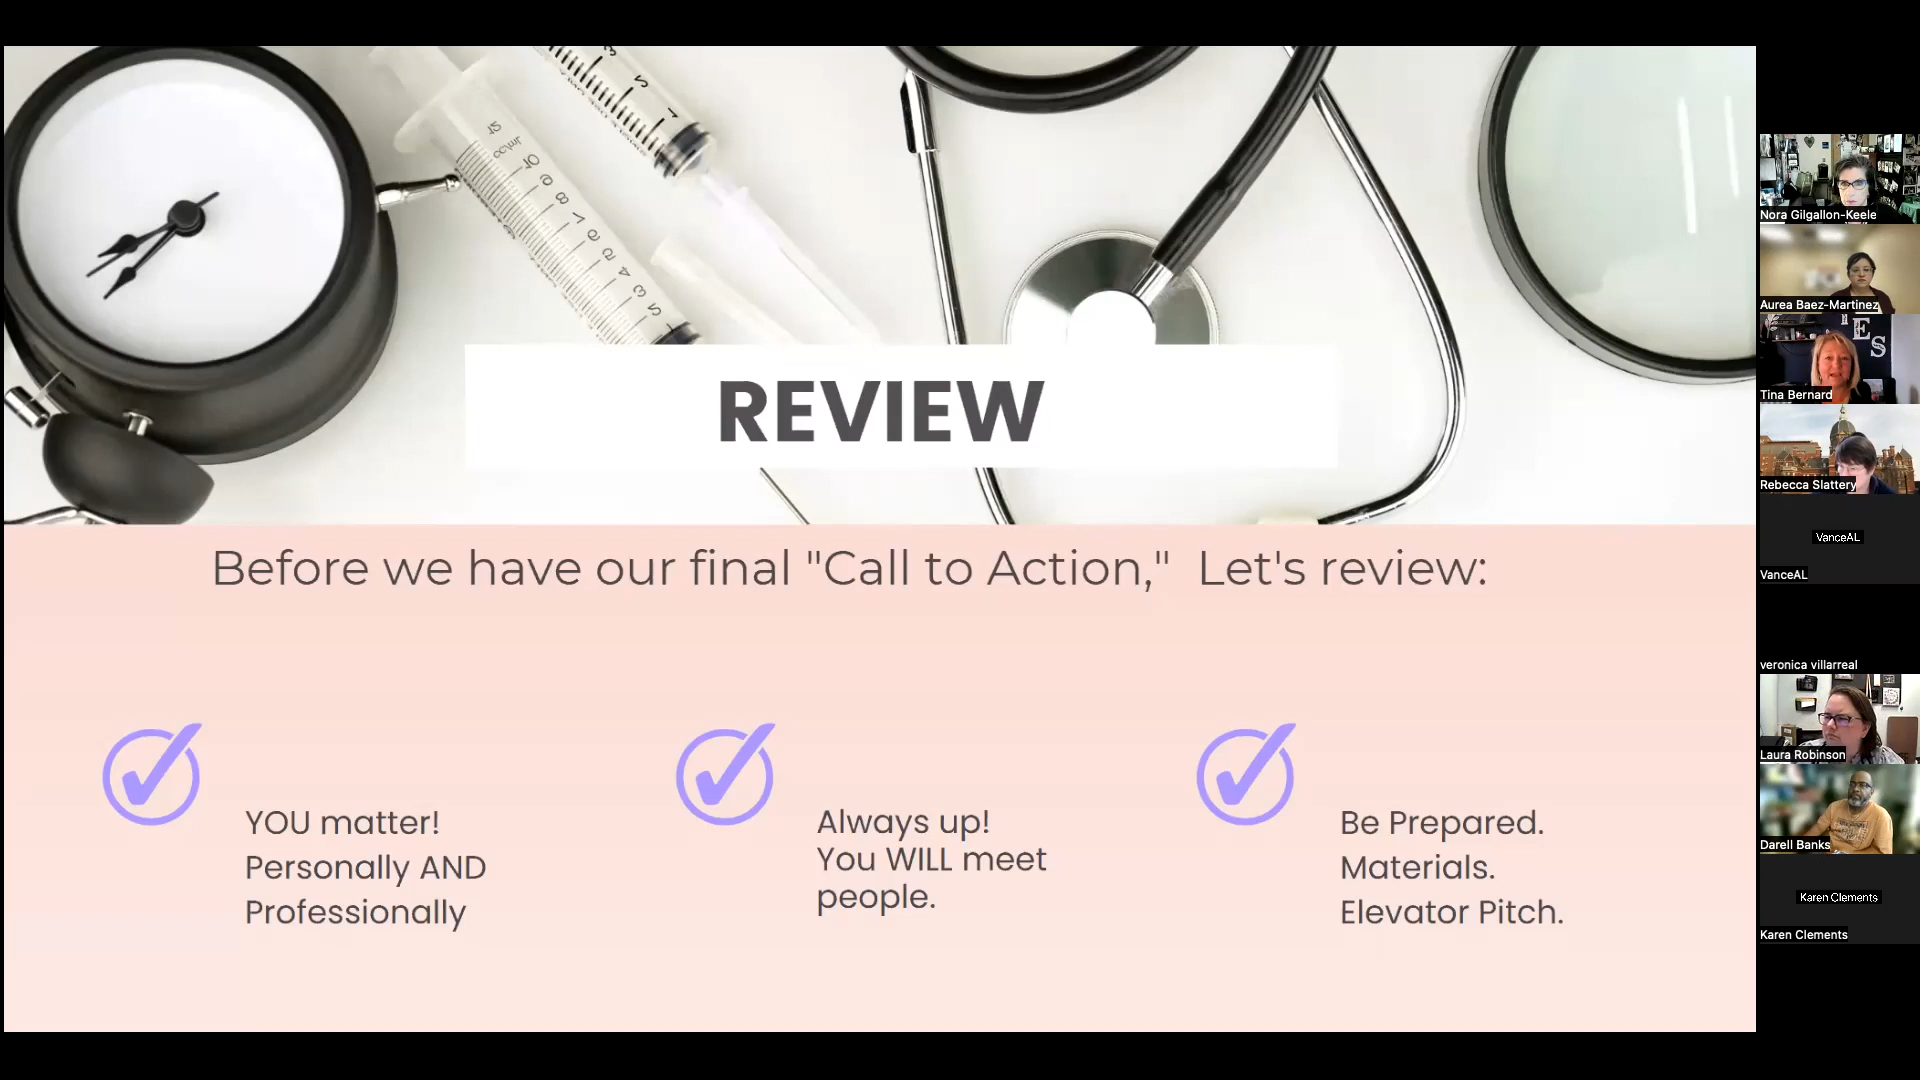 REVIEW
Before we have our final "Call to Action,"  Let's review:
YOU matter!
Personally AND
Professionally
Always up!
You WILL meet
people.
Be Prepared.
Materials.
Elevator Pitch.
Nora Gilgallon-Keele
Aurea Baez-Martinez
ES
Tina Bernard
Rebecca Slattery
VanceAL
VanceAL
veronica villarreal
Laura Robinson
Darell Banks
Karen Clements
Karen Clements